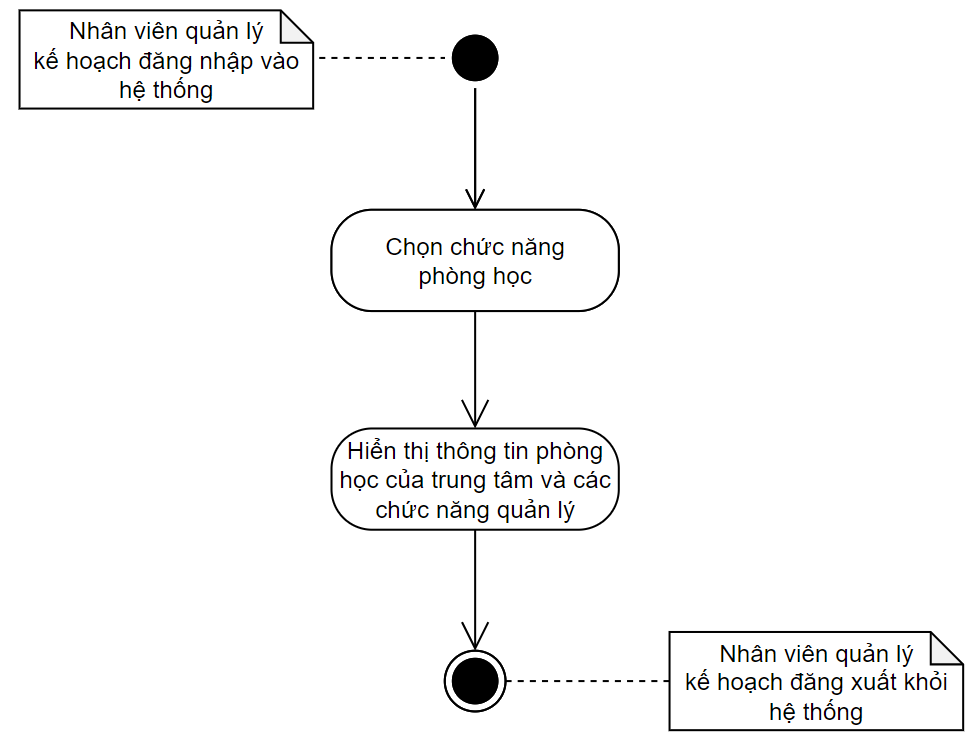 Nhân viên quản lý
kế hoạch đăng nhập vào
hệ thống
Chọn chức năng
phòng học
Hiển thị thông tin phòng
học của trung tâm và các
chức năng quản lý
Nhân viên quản lý
kế hoạch đăng xuất khỏi
hệ thống